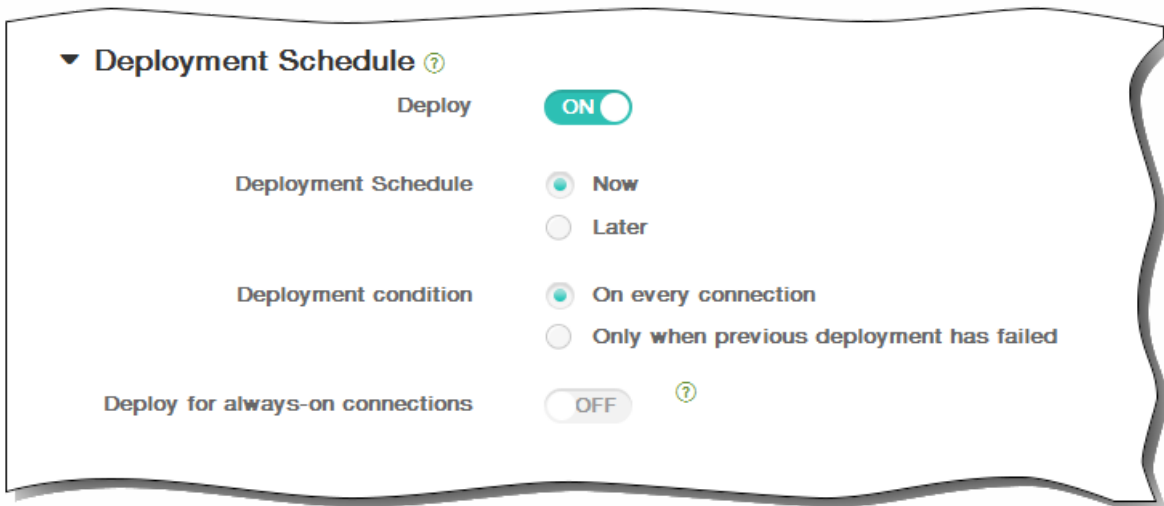 Deployment Schedule ?
Deploy ON
Deployment Schedule Now
Later
Deployment condition On every connection
Only when previous deployment has failed
Deploy for always-on connections OFF ?